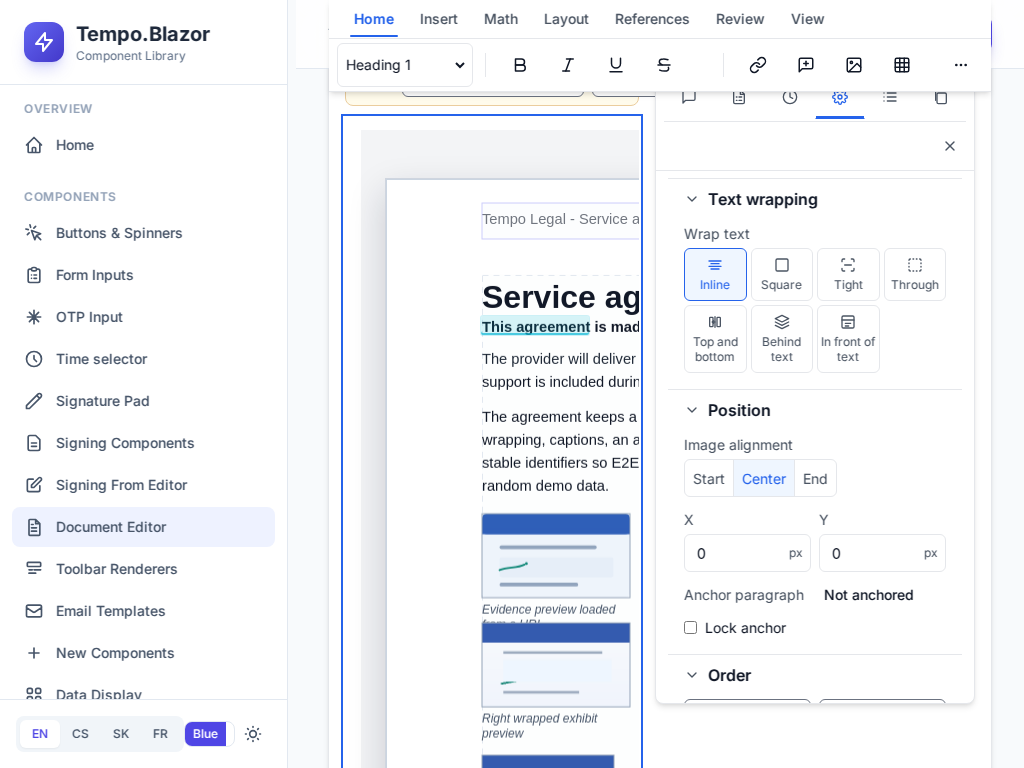 Tempo.Blazor
Component Library
OVERVIEW
Home
COMPONENTS
Buttons & Spinners
Form Inputs
OTP Input
Time selector
Signature Pad
Signing Components
Signing From Editor
Document Editor
Toolbar Renderers
Email Templates
New Components
Data Display
EN CS SK FR Blue
Home Insert Math Layout References Review View
Heading 1
Tempo Legal - Service a
Service ag
This agreement is mad
The provider will deliver
support is included durin
The agreement keeps a
wrapping, captions, an a
stable identifiers so E2E
random demo data.
Evidence preview loaded
from a URL
Right wrapped exhibit
preview
Text wrapping
Wrap text
Inline Square Tight Through
Top and bottom Behind text In front of text
Position
Image alignment
Start Center End
X Y
0 px 0 px
Anchor paragraph Not anchored
Lock anchor
Order